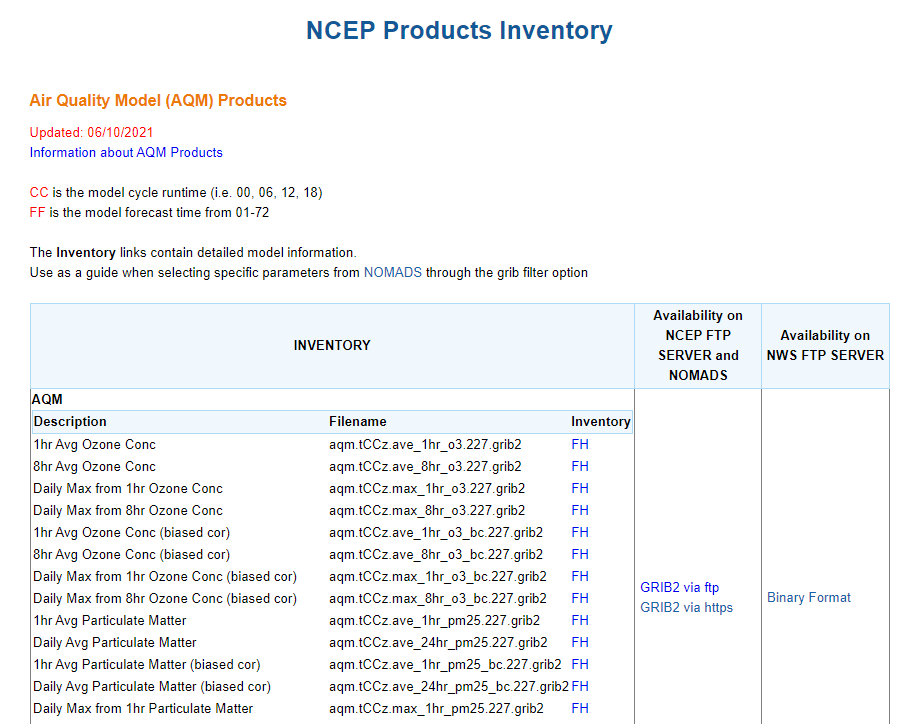 NCEP Products Inventory
Air Quality Model (AQM) Products
Updated: 06/10/2021
Information about AQM Products
CC is the model cycle runtime (i.e. 00, 06, 12, 18)
FF is the model forecast time from 01-72
The Inventory links contain detailed model information.
Use as a guide when selecting specific parameters from NOMADS through the grib filter option
INVENTORY
Availability on
NCEP FTP
SERVER and
NOMADS
Availability on
NWS FTP SERVER
AQM
Description Filename Inventory
1hr Avg Ozone Conc aqm.tCCz.ave_1hr_o3.227.grib2 FH
8hr Avg Ozone Conc aqm.tCCz.ave_8hr_o3.227.grib2 FH
Daily Max from 1hr Ozone Conc aqm.tCCz.max_1hr_o3.227.grib2 FH
Daily Max from 8hr Ozone Conc aqm.tCCz.max_8hr_o3.227.grib2 FH
1hr Avg Ozone Conc (biased cor) aqm.tCCz.ave_1hr_o3_bc.227.grib2 FH
8hr Avg Ozone Conc (biased cor) aqm.tCCz.ave_8hr_o3_bc.227.grib2 FH
Daily Max from 1hr Ozone Conc (biased cor) aqm.tCCz.max_1hr_o3_bc.227.grib2 FH
Daily Max from 8hr Ozone Conc (biased cor) aqm.tCCz.max_8hr_o3_bc.227.grib2 FH
1hr Avg Particulate Matter aqm.tCCz.ave_1hr_pm25.227.grib2 FH
Daily Avg Particulate Matter aqm.tCCz.ave_24hr_pm25.227.grib2 FH
1hr Avg Particulate Matter (biased cor) aqm.tCCz.ave_1hr_pm25_bc.227.grib2 FH
Daily Avg Particulate Matter (biased cor) aqm.tCCz.ave_24hr_pm25_bc.227.grib2 FH
Daily Max from 1hr Particulate Matter aqm.tCCz.max_1hr_pm25.227.grib2 FH
GRIB2 via ftp
GRIB2 via https
Binary Format